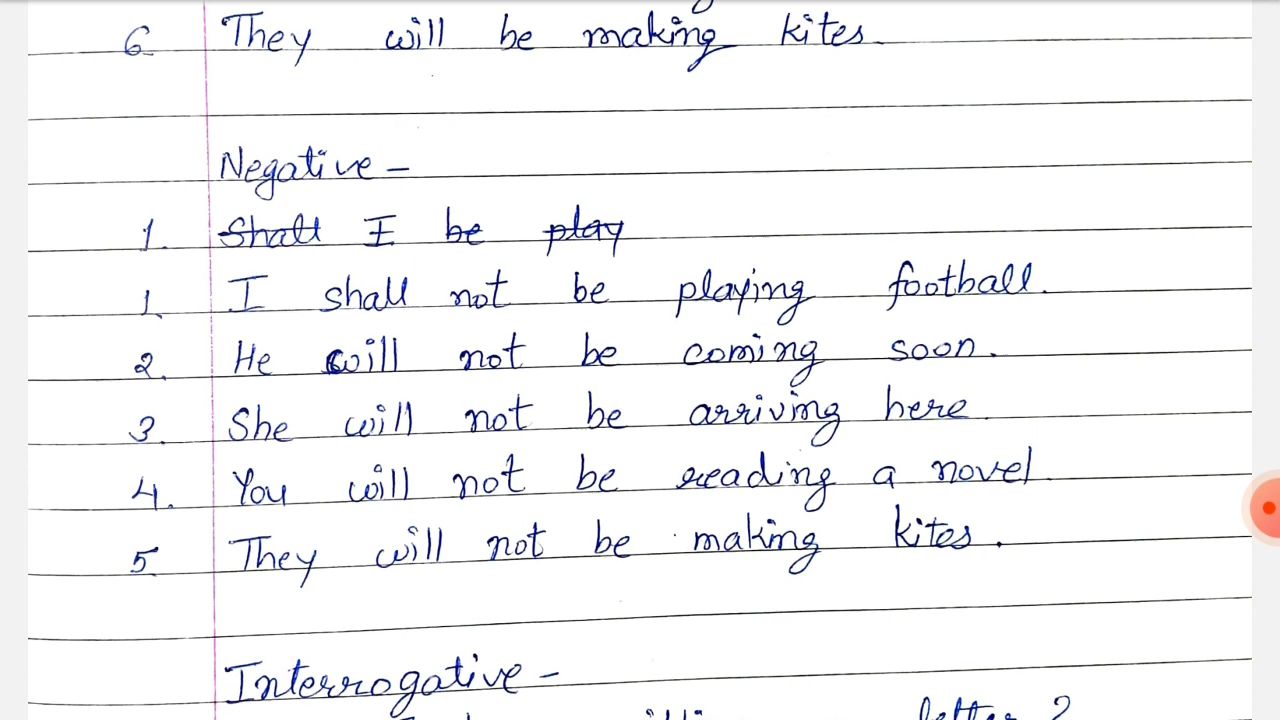 6 They will be making kites.
Negative -
1. Shall I be play
1. I shall not be playing football.
2. He will not be coming soon.
3. She will not be arriving here.
4. You will not be reading a novel.
5 They will not be making kites.
Interrogative -
letter ?